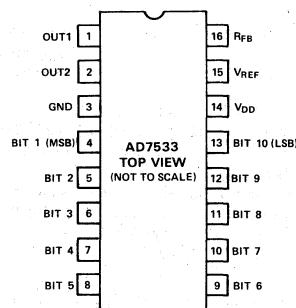 OUT1 1
OUT2 2
GND 3
BIT 1 (MSB) 4
BIT 2 5
BIT 3 6
BIT 4 7
BIT 5 8
AD7533
TOP VIEW
(NOT TO SCALE)
16 RFB
15 VREF
14 VDD
13 BIT 10 (LSB)
12 BIT 9
11 BIT 8
10 BIT 7
9 BIT 6